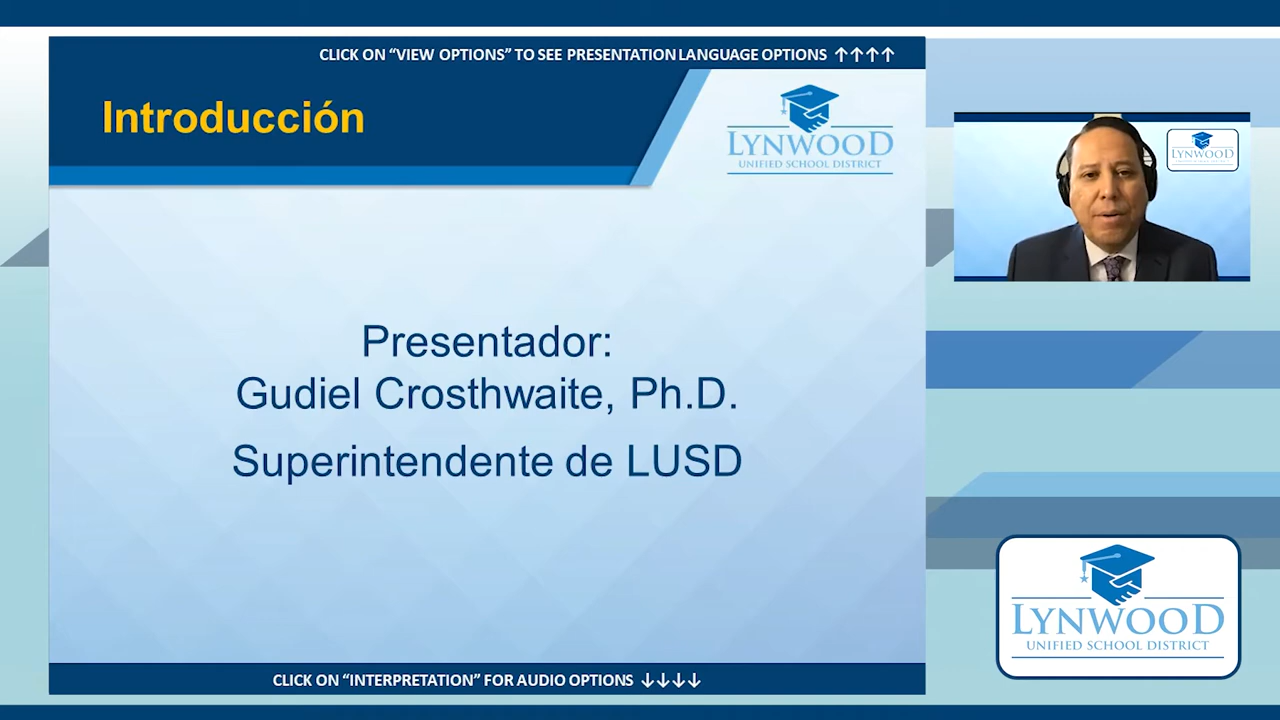 CLICK ON “VIEW OPTIONS” TO SEE PRESENTATION LANGUAGE OPTIONS ↑↑↑↑
Introducción
LYNWOOD
UNIFIED SCHOOL DISTRICT
LYNWOOD
Presentador:
Gudiel Crosthwaite, Ph.D.
Superintendente de LUSD
LYNWOOD
UNIFIED SCHOOL DISTRICT
CLICK ON “INTERPRETATION” FOR AUDIO OPTIONS ↓↓↓↓